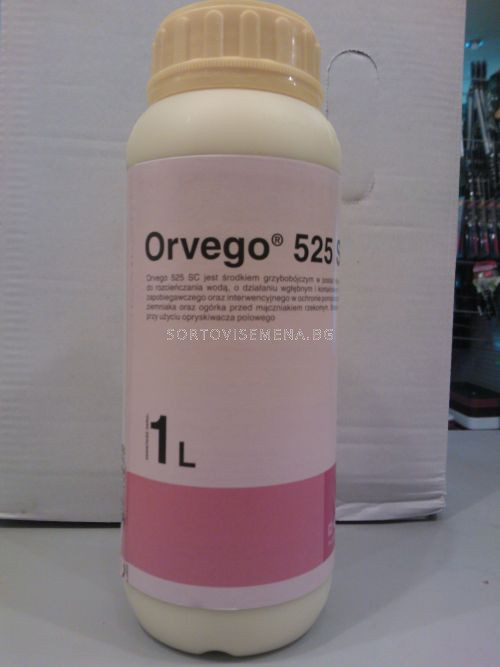 Orvego® 525 S
Orvego 525 SC jest środkiem grzybobójczym w postaci
do rozcieńczania wodą, o działaniu wgłębnym i
zapobiegawczego oraz interwencyjnego w ochronie
ziemniaka oraz ogórka przed mączniakiem rzekomym.
przy użyciu opryskiwacza polowego
SORTOVISEMENA.BG
1 L